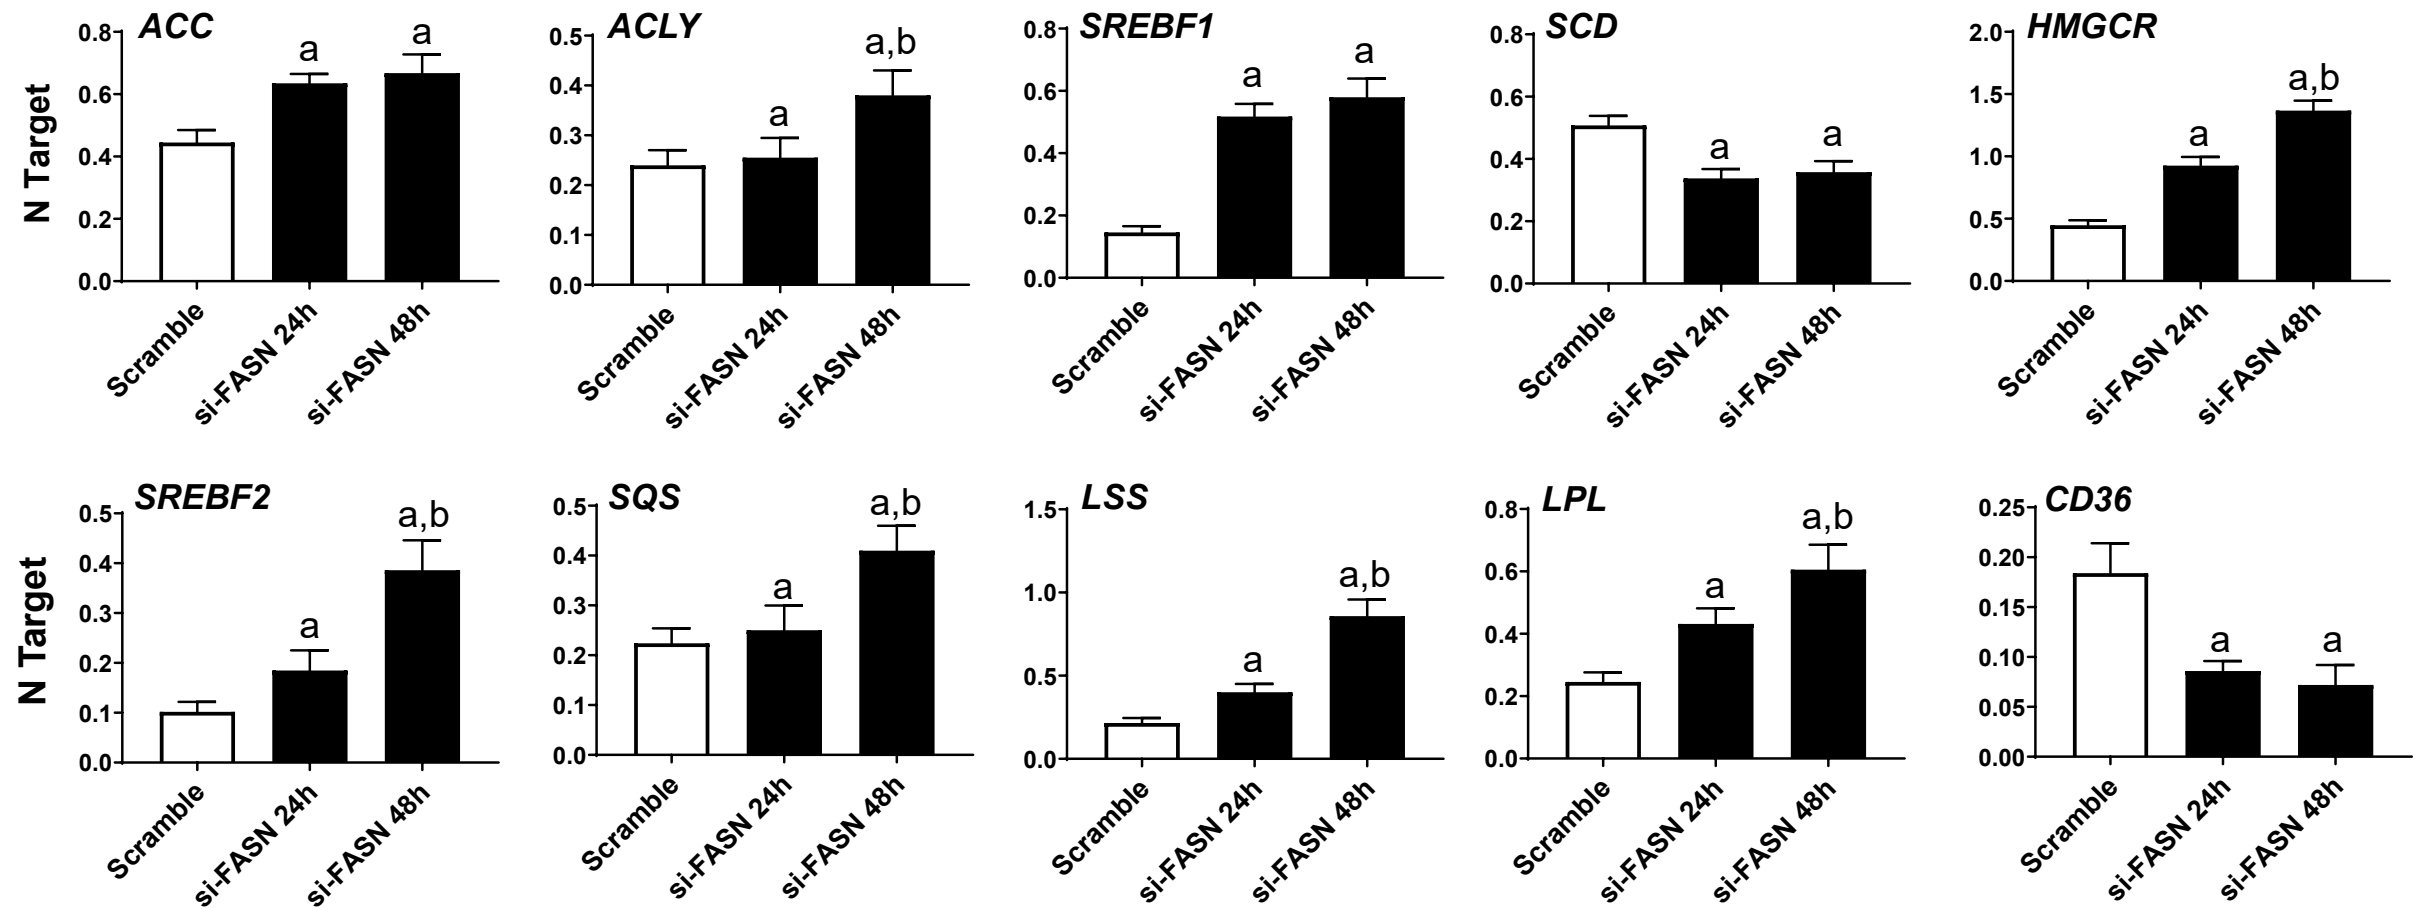 ACC
N Target
0.8
0.6
0.4
0.2
0.0
a
a
Scramble
si-FASN 24h
si-FASN 48h
ACLY
0.5
0.4
0.3
0.2
0.1
0.0
a
a,b
Scramble
si-FASN 24h
si-FASN 48h
SREBF1
0.8
0.6
0.4
0.2
0.0
a
a
Scramble
si-FASN 24h
si-FASN 48h
SCD
0.8
0.6
0.4
0.2
0.0
a
a
Scramble
si-FASN 24h
si-FASN 48h
HMGCR
2.0
1.5
1.0
0.5
0.0
a
a,b
Scramble
si-FASN 24h
si-FASN 48h
SREBF2
N Target
0.5
0.4
0.3
0.2
0.1
0.0
a
a,b
Scramble
si-FASN 24h
si-FASN 48h
SQS
0.5
0.4
0.3
0.2
0.1
0.0
a
a,b
Scramble
si-FASN 24h
si-FASN 48h
LSS
1.5
1.0
0.5
0.0
a
a,b
Scramble
si-FASN 24h
si-FASN 48h
LPL
0.8
0.6
0.4
0.2
0.0
a
a,b
Scramble
si-FASN 24h
si-FASN 48h
CD36
0.25
0.20
0.15
0.10
0.05
0.00
a
a
Scramble
si-FASN 24h
si-FASN 48h